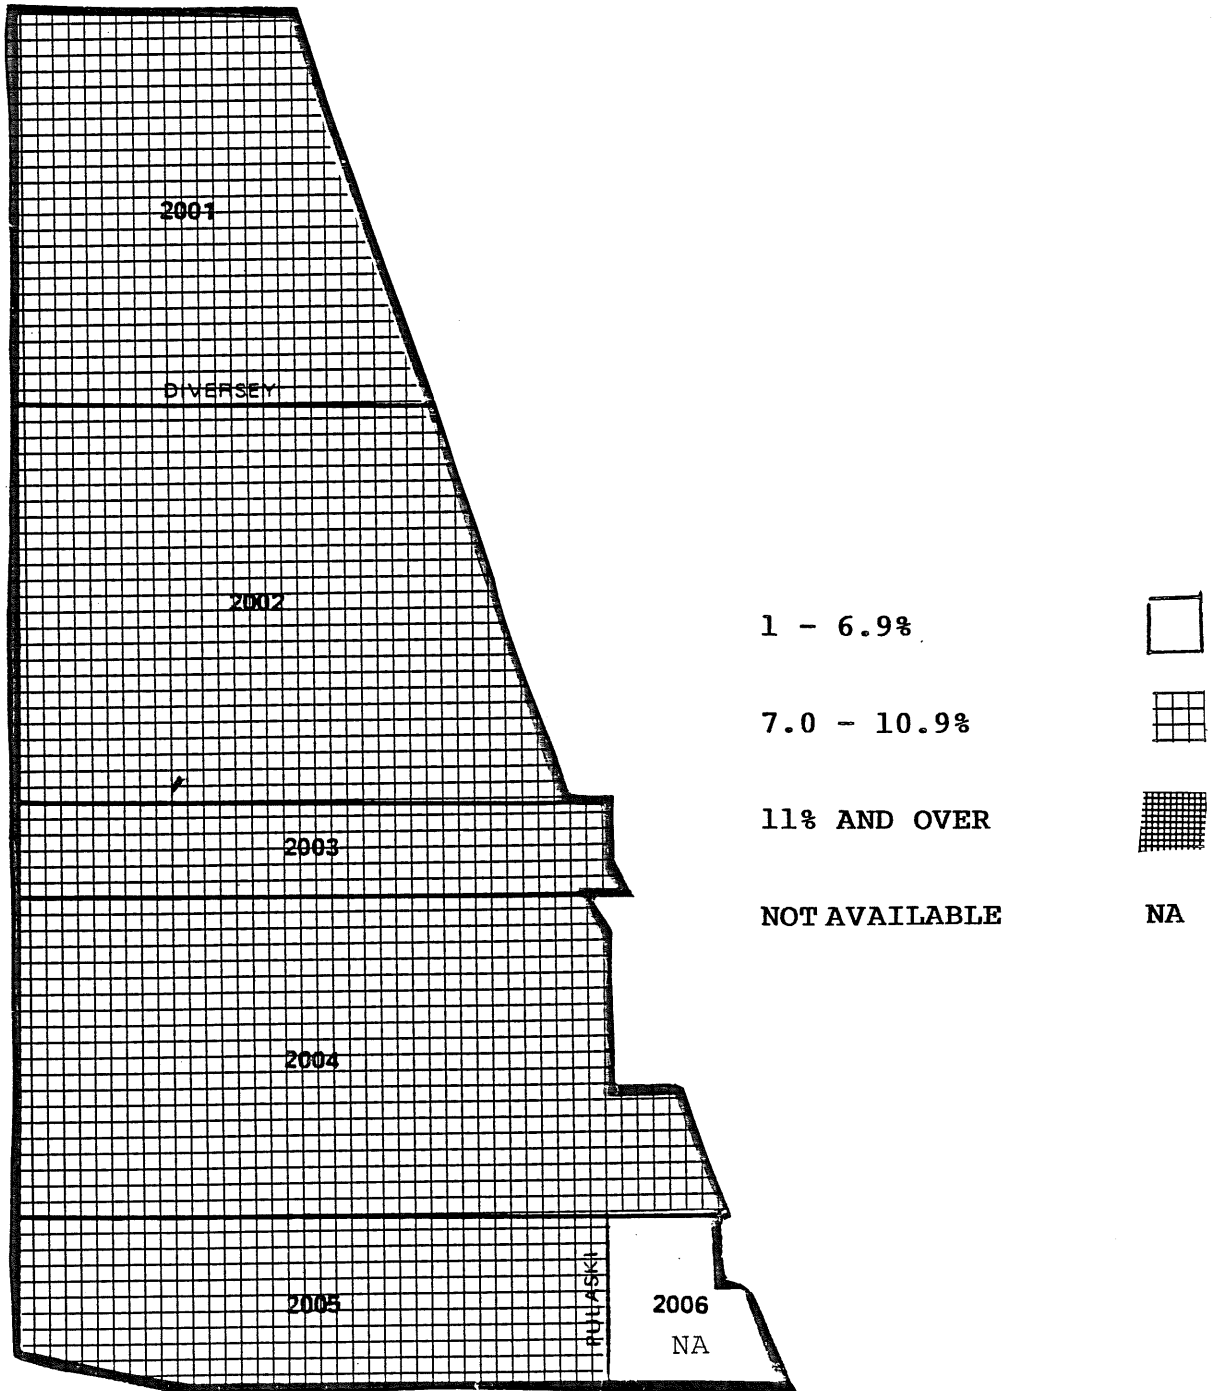 2001
DIVERSEY
2002
2003
2004
2005
PULASKI
2006
NA
1 - 6.9%
7.0 - 10.9%
11% AND OVER
NOT AVAILABLE NA